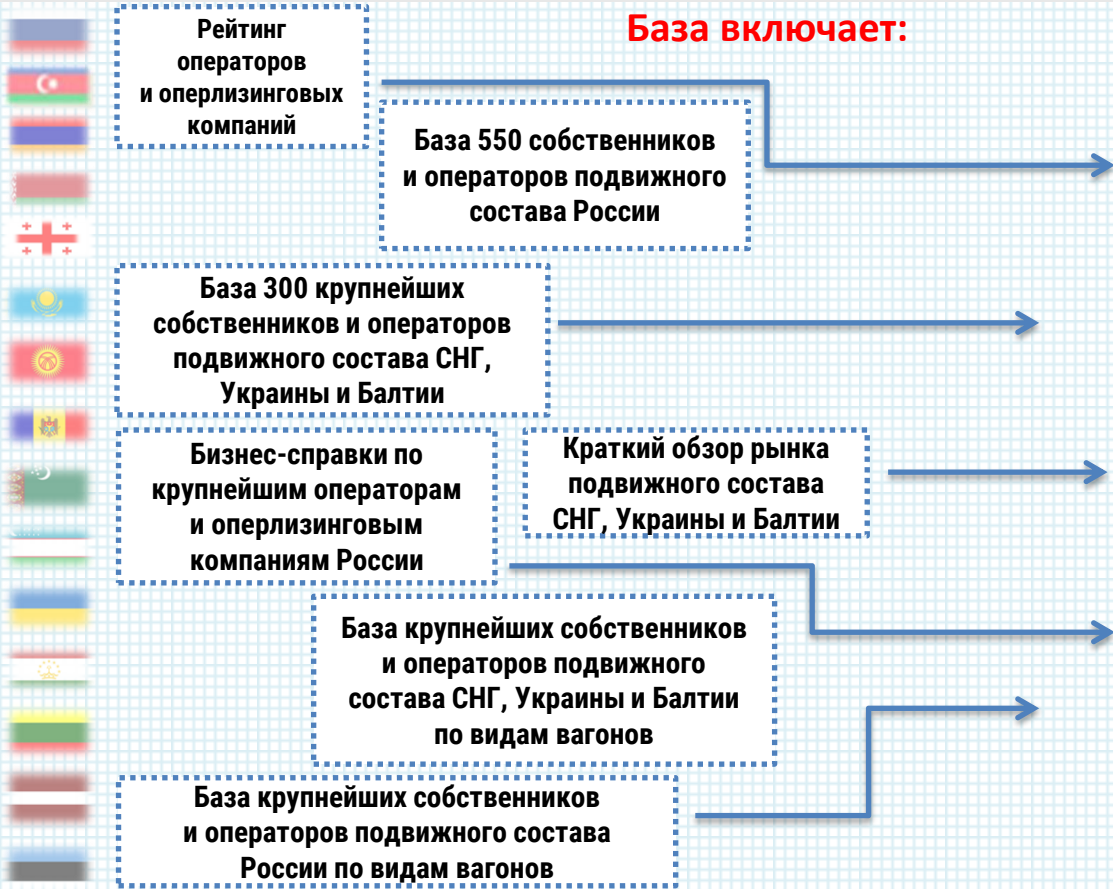 База включает:
Рейтинг
операторов
и оперлизинговых
компаний
База 550 собственников
и операторов подвижного
состава России
База 300 крупнейших
собственников и операторов
подвижного состава СНГ,
Украины и Балтии
Бизнес-справки по
крупнейшим операторам
и оперлизинговым
компаниям России
Краткий обзор рынка
подвижного состава
СНГ, Украины и Балтии
База крупнейших собственников
и операторов подвижного
состава СНГ, Украины и Балтии
по видам вагонов
База крупнейших собственников
и операторов подвижного состава
России по видам вагонов